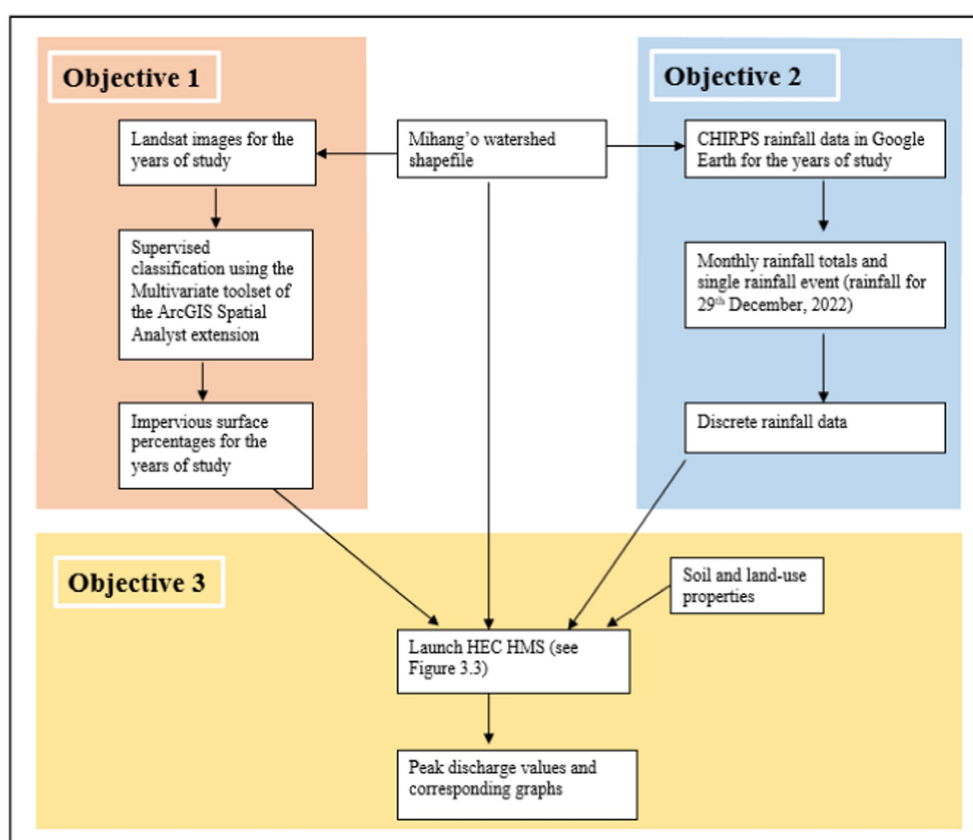 Objective 1
Landsat images for the
years of study
Supervised
classification using the
Multivariate toolset of
the ArcGIS Spatial
Analyst extension
Impervious surface
percentages for the
years of study
Mihang’o watershed
shapefile
Objective 2
CHIRPS rainfall data in Google
Earth for the years of study
Monthly rainfall totals and
single rainfall event (rainfall for
29th December, 2022)
Discrete rainfall data
Objective 3
Soil and land-use
properties
Launch HEC HMS (see
Figure 3.3)
Peak discharge values and
corresponding graphs